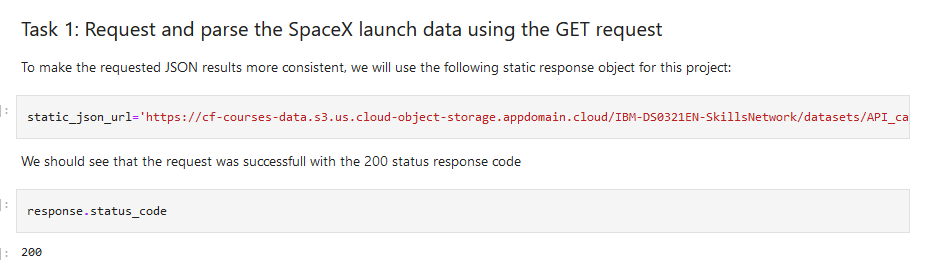 Task 1: Request and parse the SpaceX launch data using the GET request
To make the requested JSON results more consistent, we will use the following static response object for this project:
]:
static_json_url='https://cf-courses-data.s3.us.cloud-object-storage.appdomain.cloud/IBM-DS0321EN-SkillsNetwork/datasets/API_ca
We should see that the request was successfull with the 200 status response code
]:
response.status_code
]:
200